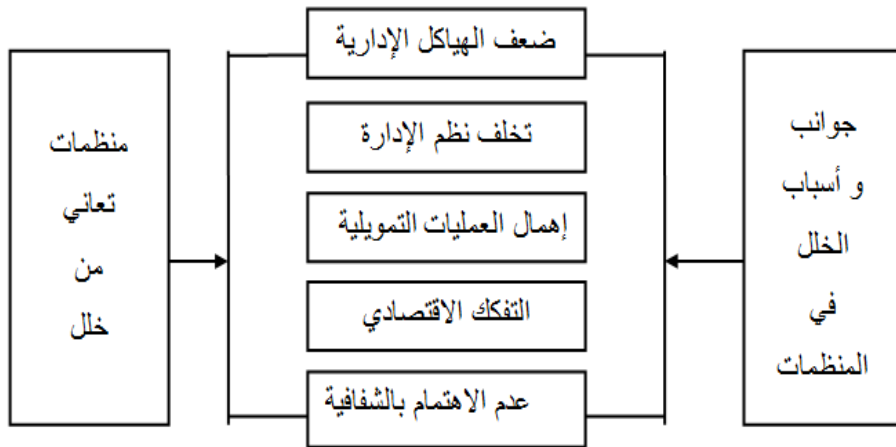 جوانب
و أسباب
الخلل
في
المنظمات
ضعف الهياكل الإدارية
تخلف نظم الإدارة
إهمال العمليات التمويلية
التفكك الاقتصادي
عدم الاهتمام بالشفافية
منظمات
تعاني
من
خلل